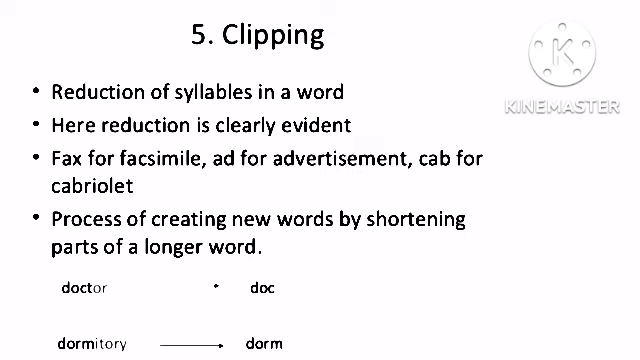 5. Clipping
K
KINEMASTER
• Reduction of syllables in a word
• Here reduction is clearly evident
• Fax for facsimile, ad for advertisement, cab for
cabriolet
• Process of creating new words by shortening
parts of a longer word.
doctor doc
dormitory dorm